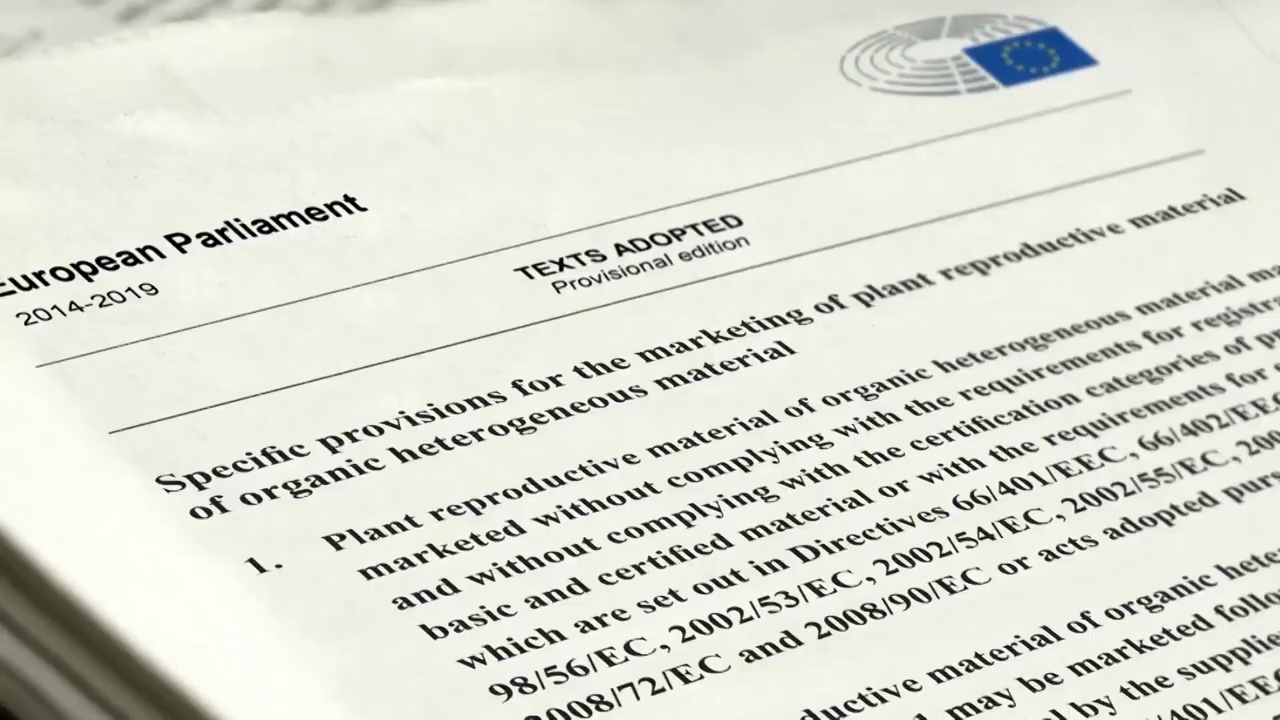 European Parliament
2014-2019
TEXTS ADOPTED
Provisional edition
Specific provisions for the marketing of plant reproductive material
of organic heterogeneous material
1. Plant reproductive material of organic heterogeneous material
marketed without complying with the requirements for
and without complying with the certification categories of
basic and certified material or with the requirements for
which are set out in Directives 66/401/EEC, 66/402/EEC
98/56/EC, 2002/53/EC, 2002/54/EC, 2002/55/EC,
2008/72/EC and 2008/90/EC or acts adopted
material of organic
may be marketed
by the